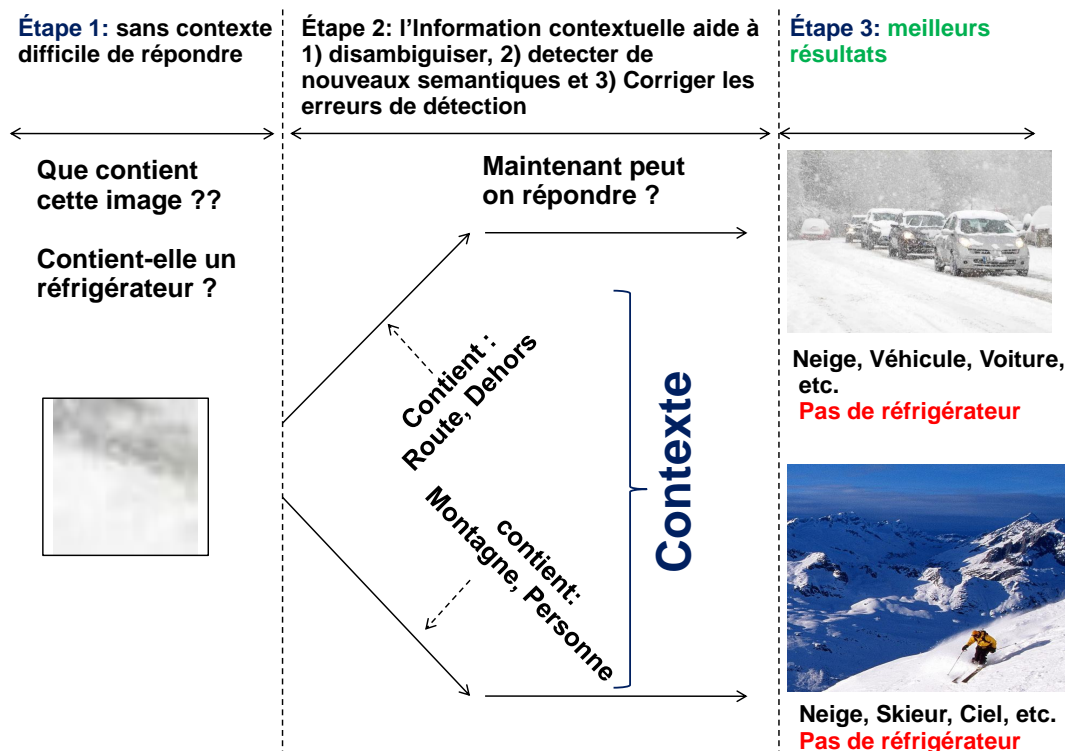 Étape 1: sans contexte
difficile de répondre
Que contient
cette image ??
Contient-elle un
réfrigérateur ?
Étape 2: l'Information contextuelle aide à
1) disambiguiser, 2) detecter de
nouveaux semantiques et 3) Corriger les
erreurs de détection
Maintenant peut
on répondre ?
Contient :
Route, Dehors
contient:
Montagne, Personne
Contexte
Étape 3: meilleurs
résultats
Neige, Véhicule, Voiture,
etc.
Pas de réfrigérateur
Neige, Skieur, Ciel, etc.
Pas de réfrigérateur